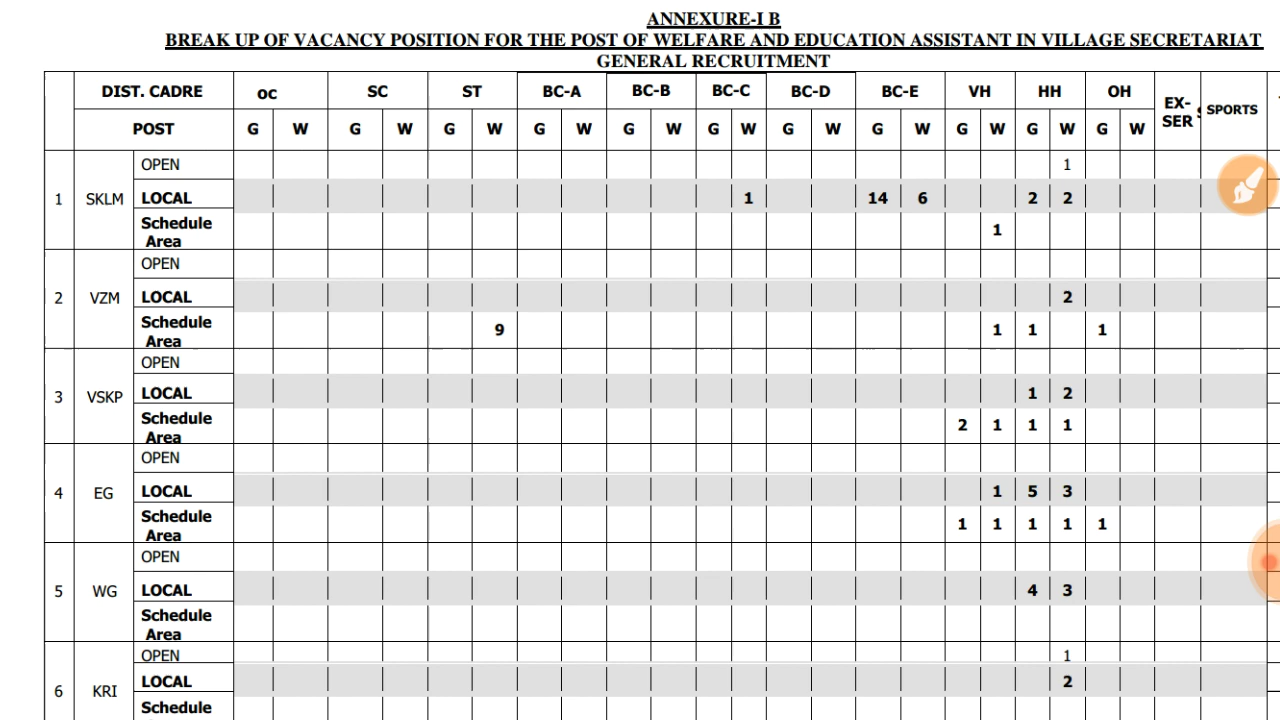 ANNEXURE-I B
BREAK UP OF VACANCY POSITION FOR THE POST OF WELFARE AND EDUCATION ASSISTANT IN VILLAGE SECRETARIAT
GENERAL RECRUITMENT
DIST. CADRE OC SC ST BC-A BC-B BC-C BC-D BC-E VH HH OH EX-SER SPORTS
POST G W G W G W G W G W G W G W G W G W G W G W
OPEN 1
1 SKLM LOCAL 1 14 6 2 2
Schedule Area 1
OPEN
2 VZM LOCAL 2
Schedule Area 9 1 1 1
OPEN
3 VSKP LOCAL 1 2
Schedule Area 2 1 1 1
OPEN
4 EG LOCAL 1 5 3
Schedule Area 1 1 1 1 1
OPEN
5 WG LOCAL 4 3
Schedule Area
OPEN 1
6 KRI LOCAL 2
Schedule